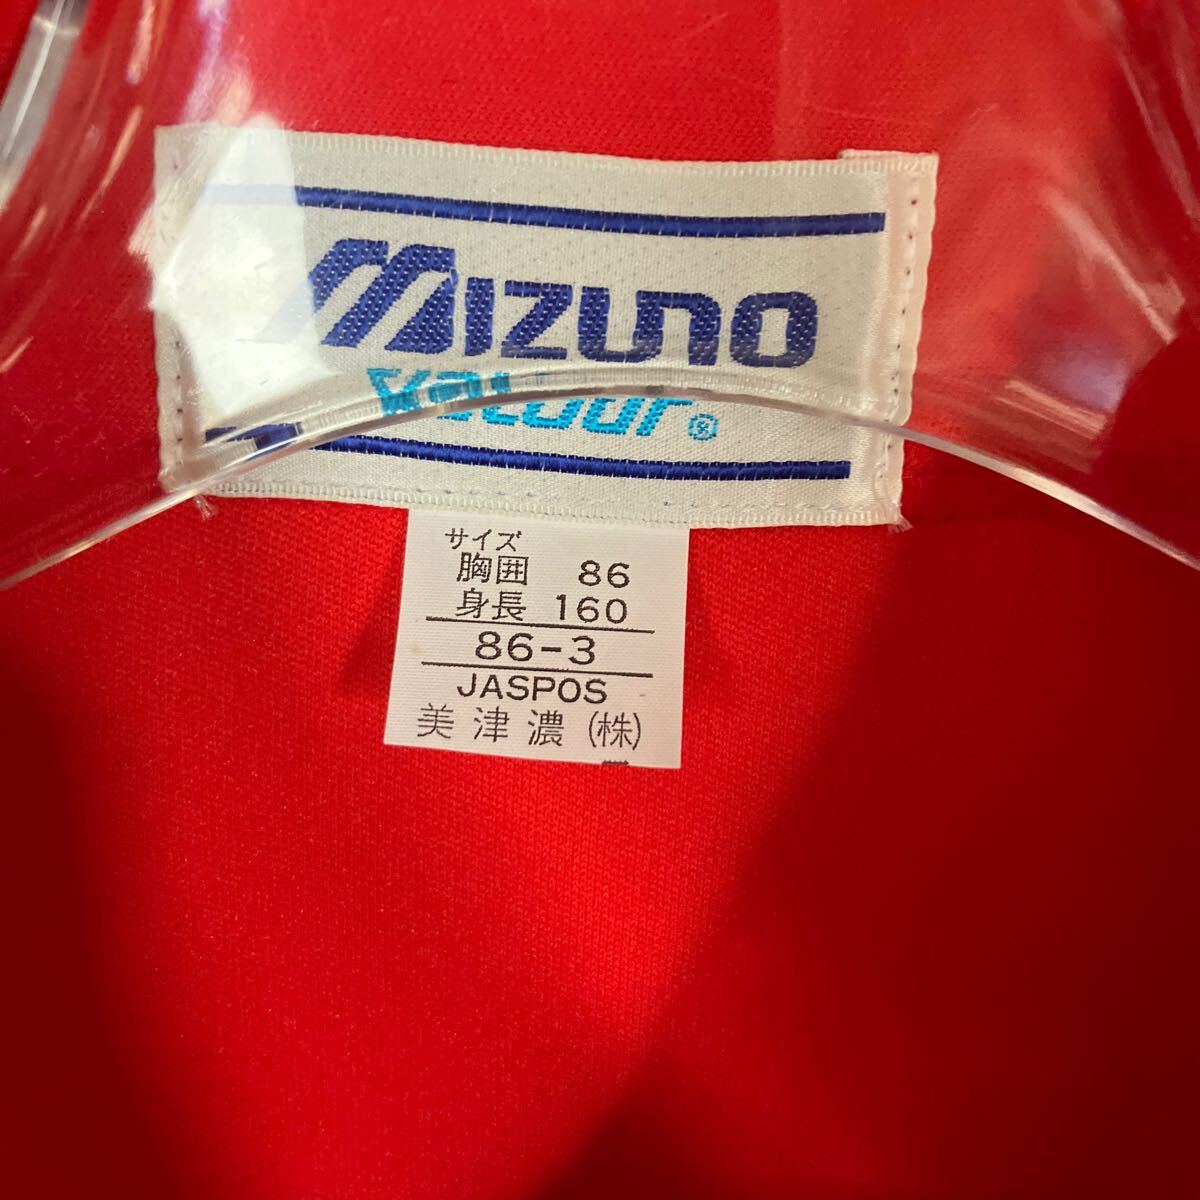 MIZUNO
valour®
サイズ
胸囲 86
身長 160
86-3
JASPOS
美津濃(株)